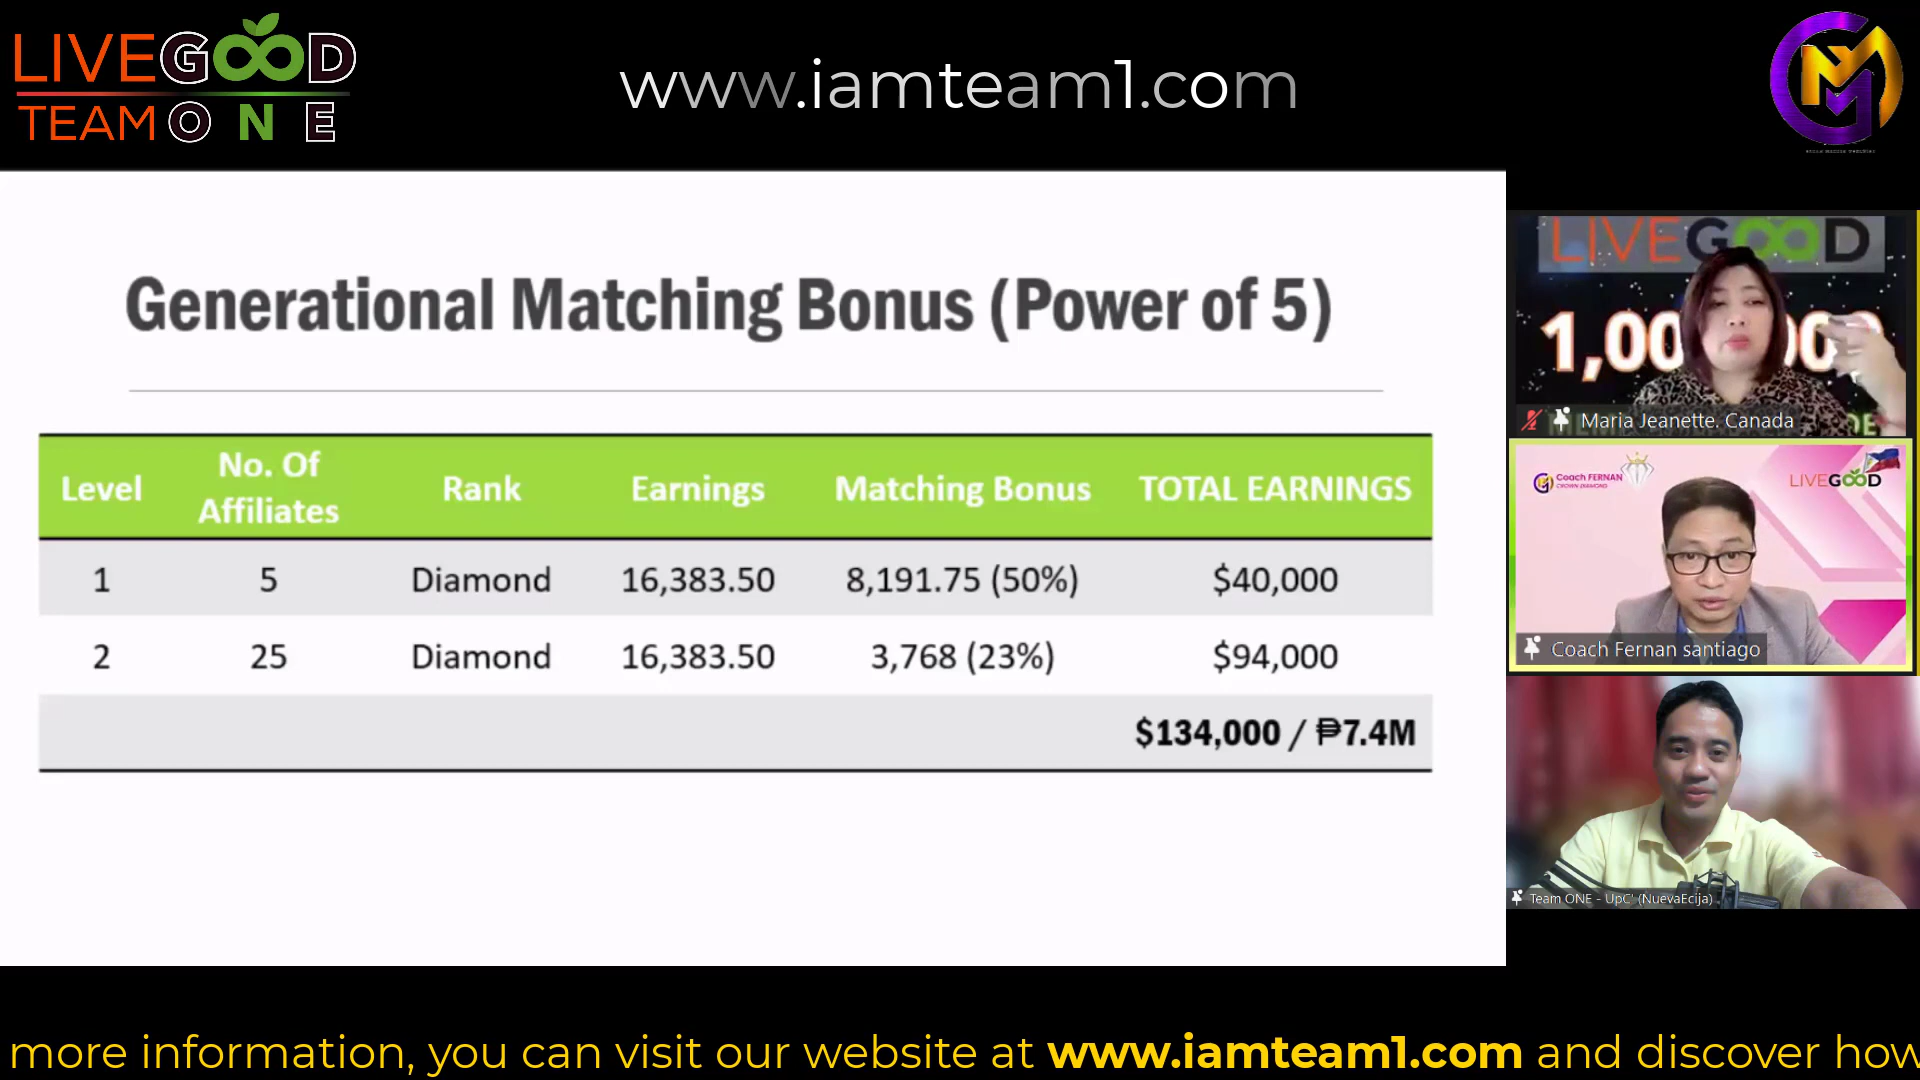 LIVEGOOD
TEAM ONE
www.iamteam1.com
GM
Generational Matching Bonus (Power of 5)
Level No. Of Affiliates Rank Earnings Matching Bonus TOTAL EARNINGS
1 5 Diamond 16,383.50 8,191.75 (50%) $40,000
2 25 Diamond 16,383.50 3,768 (23%) $94,000
$134,000 / ₱7.4M
LIVEGOOD
Maria Jeanette. Canada
Coach FERNAN
CROWN DIAMOND
LIVEGOOD
Coach Fernan santiago
Team ONE - UpC' (NuevaEcija)
more information, you can visit our website at www.iamteam1.com and discover how